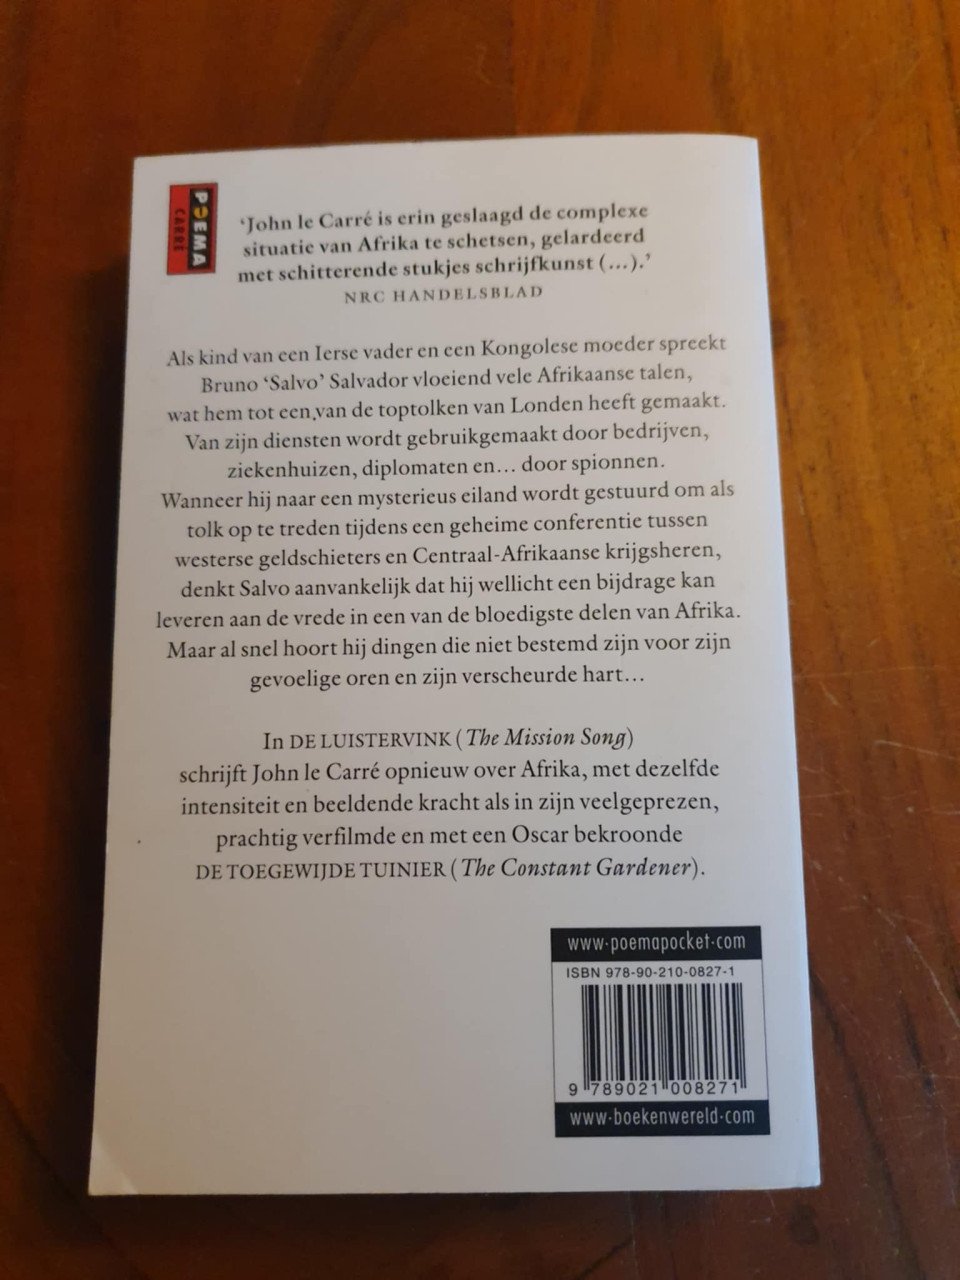 POEMA
CARRÉ
‘John le Carré is erin geslaagd de complexe
situatie van Afrika te schetsen, gelardeerd
met schitterende stukjes schrijfkunst (...).’
NRC HANDELSBLAD
Als kind van een Ierse vader en een Kongolese moeder spreekt
Bruno ‘Salvo’ Salvador vloeiend vele Afrikaanse talen,
wat hem tot een van de toptolken van Londen heeft gemaakt.
Van zijn diensten wordt gebruikgemaakt door bedrijven,
ziekenhuizen, diplomaten en... door spionnen.
Wanneer hij naar een mysterieus eiland wordt gestuurd om als
tolk op te treden tijdens een geheime conferentie tussen
westerse geldschieters en Centraal-Afrikaanse krijgsheren,
denkt Salvo aanvankelijk dat hij wellicht een bijdrage kan
leveren aan de vrede in een van de bloedigste delen van Afrika.
Maar al snel hoort hij dingen die niet bestemd zijn voor zijn
gevoelige oren en zijn verscheurde hart...
In DE LUISTERVINK (The Mission Song)
schrijft John le Carré opnieuw over Afrika, met dezelfde
intensiteit en beeldende kracht als in zijn veelgeprezen,
prachtig verfilmde en met een Oscar bekroonde
DE TOEGEWIJDE TUINIER (The Constant Gardener).
www.poemapocket.com
ISBN 978-90-210-0827-1
9 789021 008271
www.boekenwereld.com